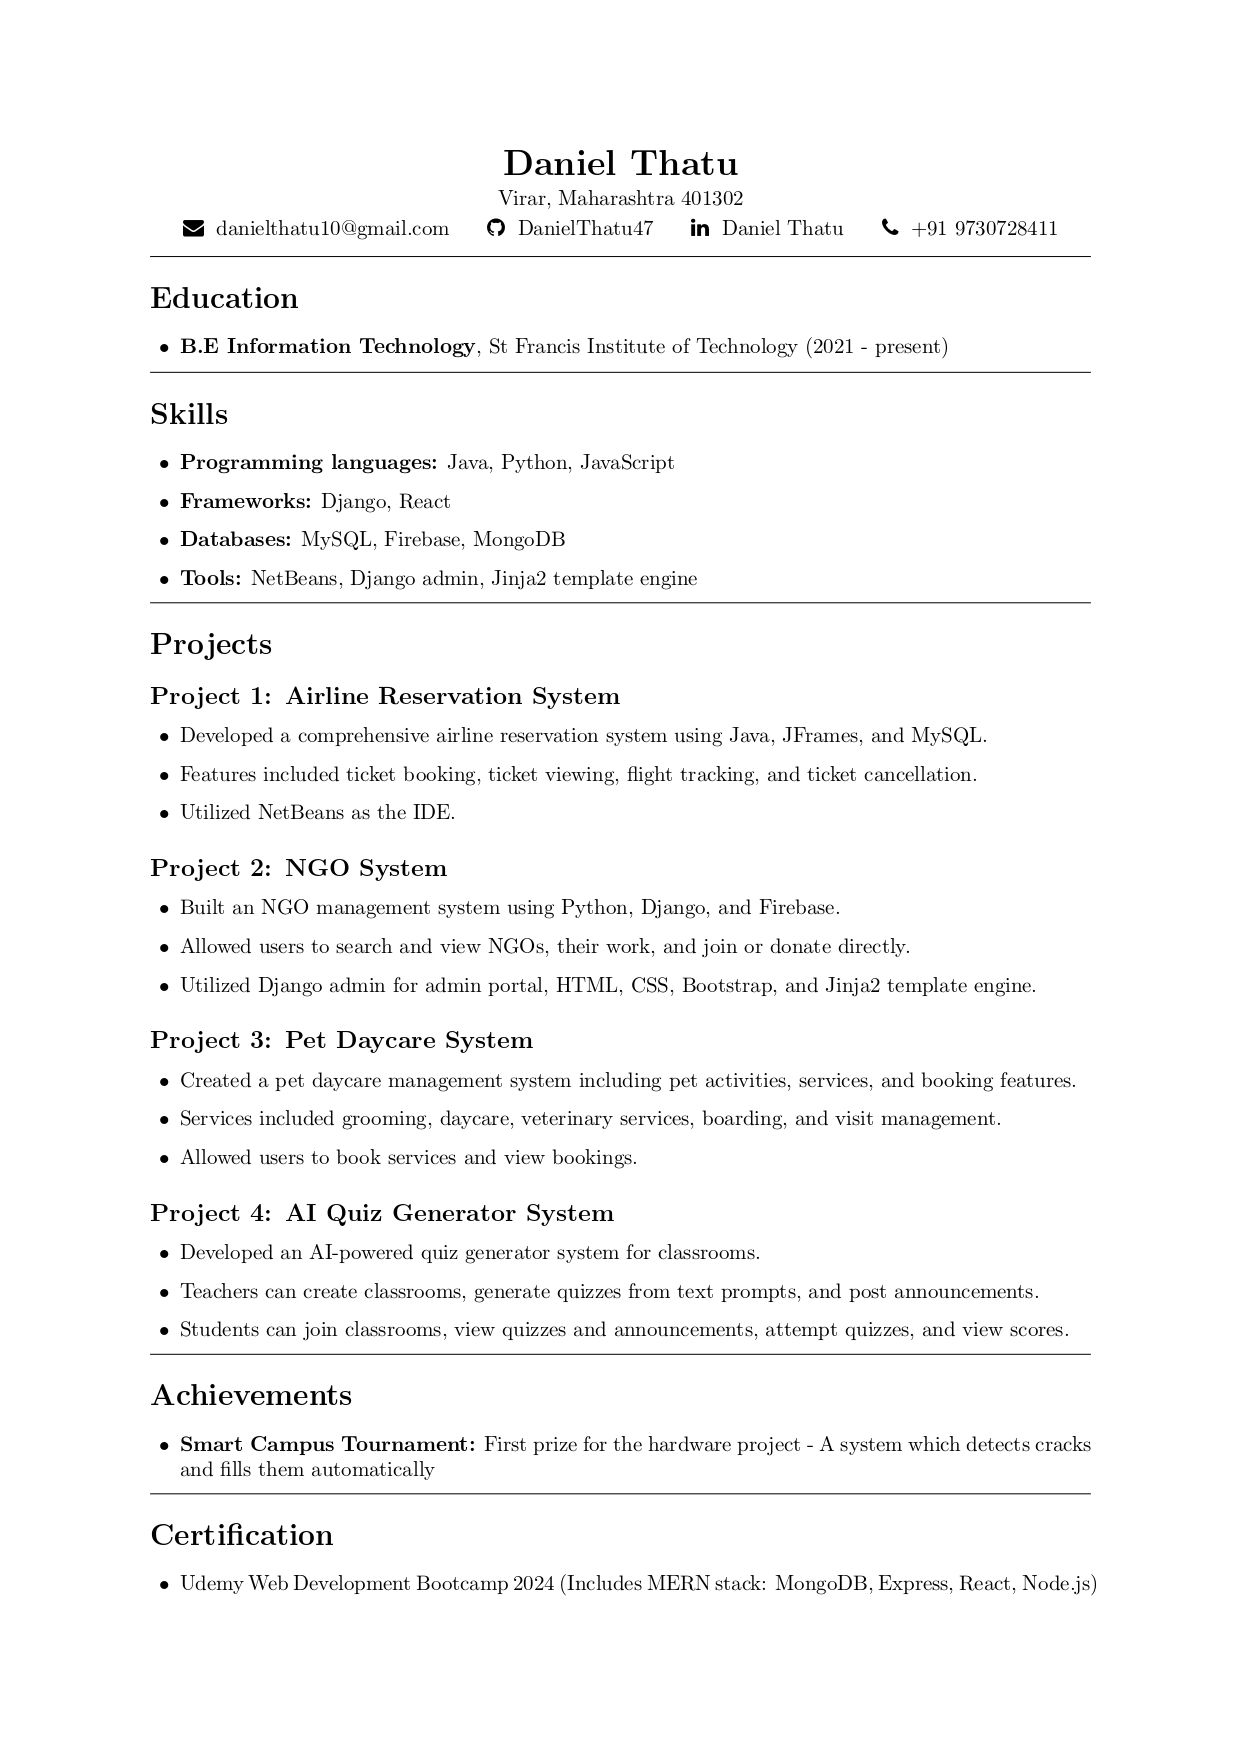 Daniel Thatu
Virar, Maharashtra 401302
danielthatu10@gmail.com DanielThatu47 Daniel Thatu +91 9730728411
Education
• B.E Information Technology, St Francis Institute of Technology (2021 - present)
Skills
• Programming languages: Java, Python, JavaScript
• Frameworks: Django, React
• Databases: MySQL, Firebase, MongoDB
• Tools: NetBeans, Django admin, Jinja2 template engine
Projects
Project 1: Airline Reservation System
• Developed a comprehensive airline reservation system using Java, JFrames, and MySQL.
• Features included ticket booking, ticket viewing, flight tracking, and ticket cancellation.
• Utilized NetBeans as the IDE.
Project 2: NGO System
• Built an NGO management system using Python, Django, and Firebase.
• Allowed users to search and view NGOs, their work, and join or donate directly.
• Utilized Django admin for admin portal, HTML, CSS, Bootstrap, and Jinja2 template engine.
Project 3: Pet Daycare System
• Created a pet daycare management system including pet activities, services, and booking features.
• Services included grooming, daycare, veterinary services, boarding, and visit management.
• Allowed users to book services and view bookings.
Project 4: AI Quiz Generator System
• Developed an AI-powered quiz generator system for classrooms.
• Teachers can create classrooms, generate quizzes from text prompts, and post announcements.
• Students can join classrooms, view quizzes and announcements, attempt quizzes, and view scores.
Achievements
• Smart Campus Tournament: First prize for the hardware project - A system which detects cracks
and fills them automatically
Certification
• Udemy Web Development Bootcamp 2024 (Includes MERN stack: MongoDB, Express, React, Node.js)